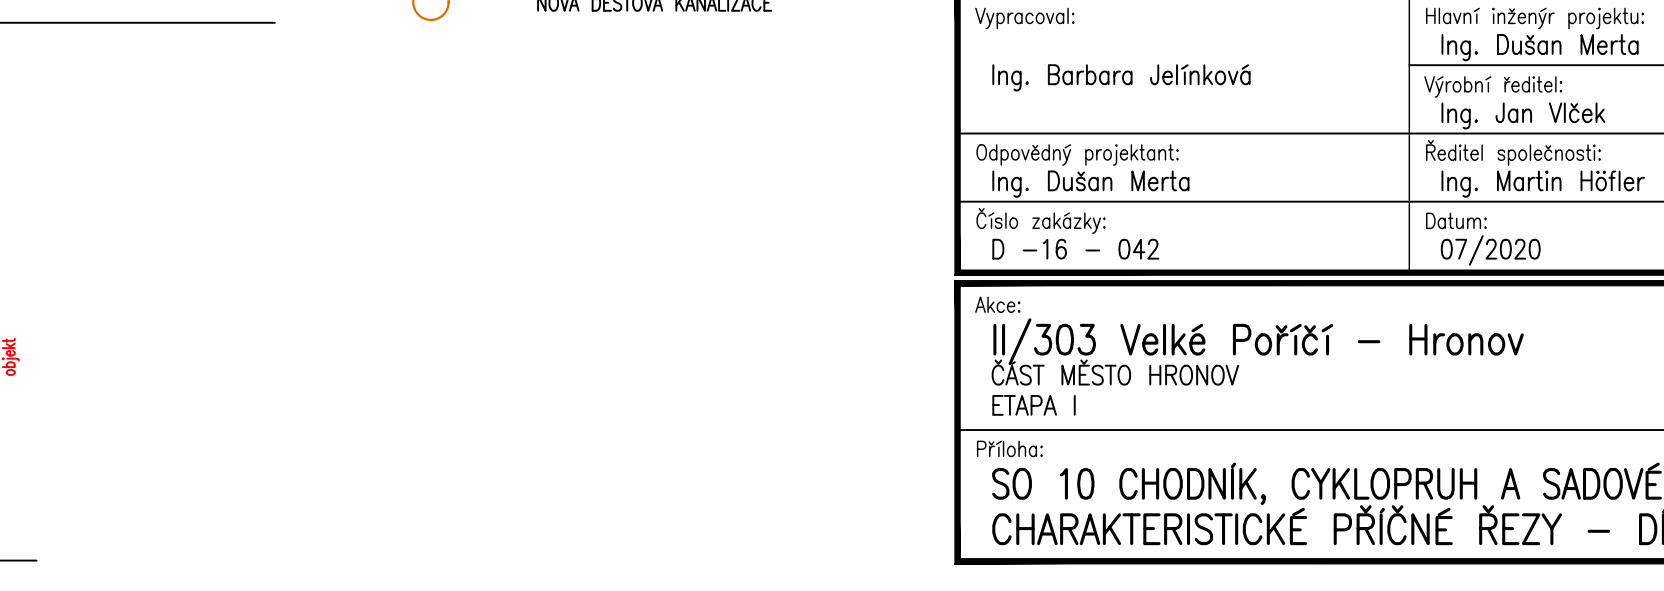 NOVÁ DEŠŤOVÁ KANALIZACE
Vypracoval:
Ing. Barbara Jelínková
Hlavní inženýr projektu:
Ing. Dušan Merta
Výrobní ředitel:
Ing. Jan Vlček
Odpovědný projektant:
Ing. Dušan Merta
Ředitel společnosti:
Ing. Martin Höfler
Číslo zakázky:
D -16 - 042
Datum:
07/2020
objekt
Akce:
II/303 Velké Poříčí - Hronov
ČÁST MĚSTO HRONOV
ETAPA I
Příloha:
SO 10 CHODNÍK, CYKLOPRUH A SADOVÉ
CHARAKTERISTICKÉ PŘÍČNÉ ŘEZY -